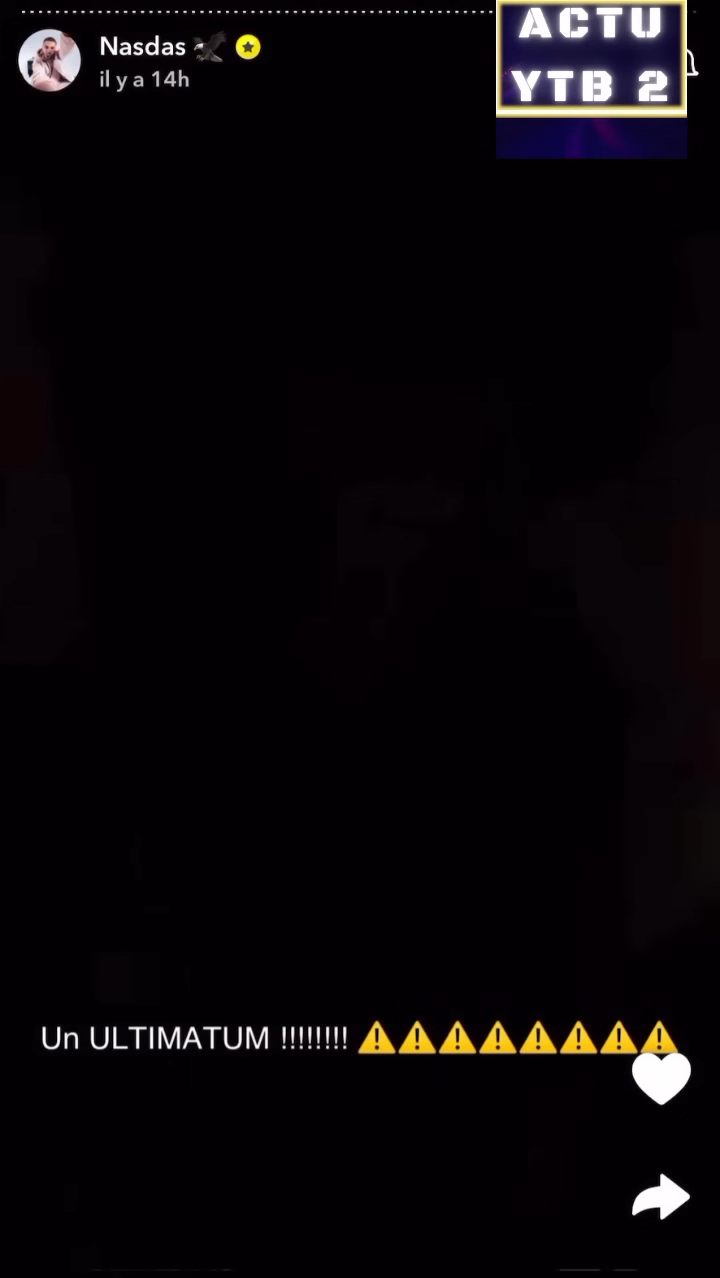 Nasdas 🦅
il y a 14h
ACTU
YTB 2
Un ULTIMATUM !!!!!!!! ⚠️⚠️⚠️⚠️⚠️⚠️⚠️⚠️